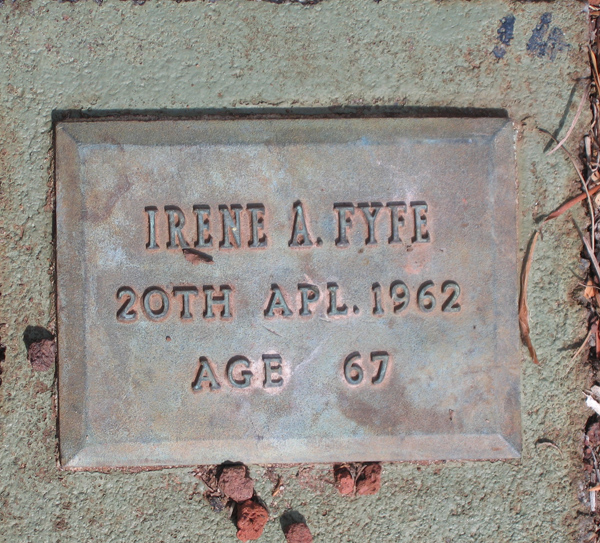 IRENE A. FYFE
20TH APL. 1962
AGE 67